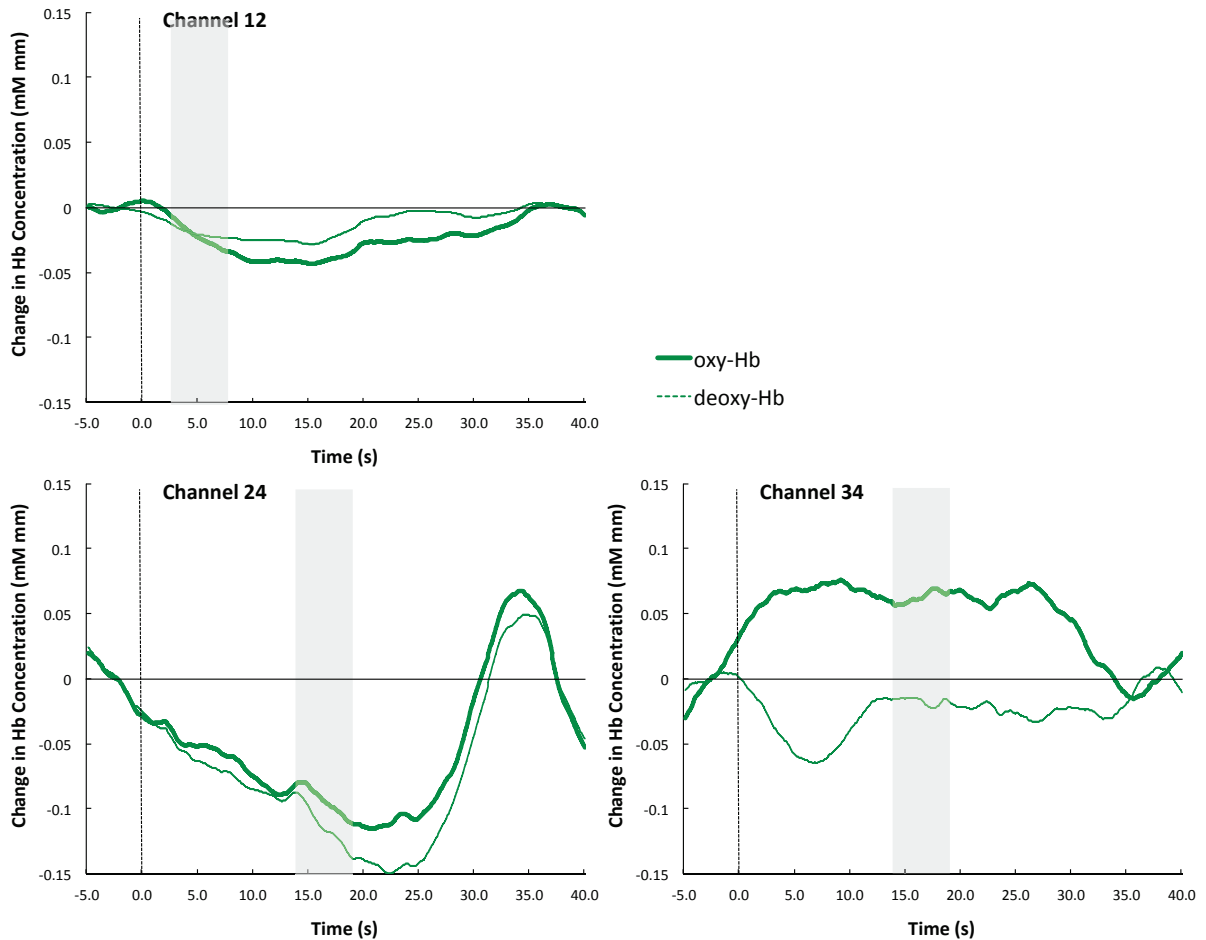 Channel 12
Change in Hb Concentration (mM mm)
0.15
0.1
0.05
0
-0.05
-0.1
-0.15
-5.0 0.0 5.0 10.0 15.0 20.0 25.0 30.0 35.0 40.0
Time (s)
oxy-Hb
deoxy-Hb
Channel 24
Change in Hb Concentration (mM mm)
0.15
0.1
0.05
0
-0.05
-0.1
-0.15
-5.0 0.0 5.0 10.0 15.0 20.0 25.0 30.0 35.0 40.0
Time (s)
Channel 34
Change in Hb Concentration (mM mm)
0.15
0.1
0.05
0
-0.05
-0.1
-0.15
-5.0 0.0 5.0 10.0 15.0 20.0 25.0 30.0 35.0 40.0
Time (s)